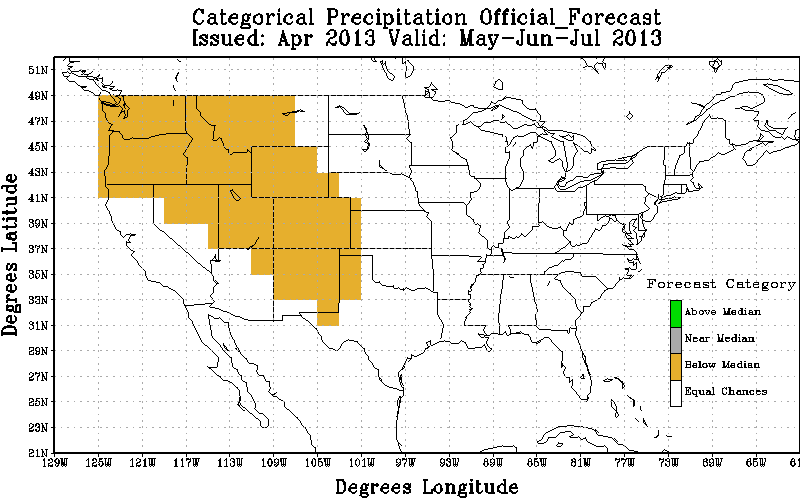 Categorical Precipitation Official_Forecast
Issued: Apr 2013 Valid: May-Jun-Jul 2013
51N
49N
47N
45N
43N
41N
39N
37N
35N
33N
31N
29N
27N
25N
23N
21N
Degrees Latitude
Forecast Category
Above Median
Near Median
Below Median
Equal Chances
129W 125W 121W 117W 113W 109W 105W 101W 97W 93W 89W 85W 81W 77W 73W 69W 65W 61
Degrees Longitude